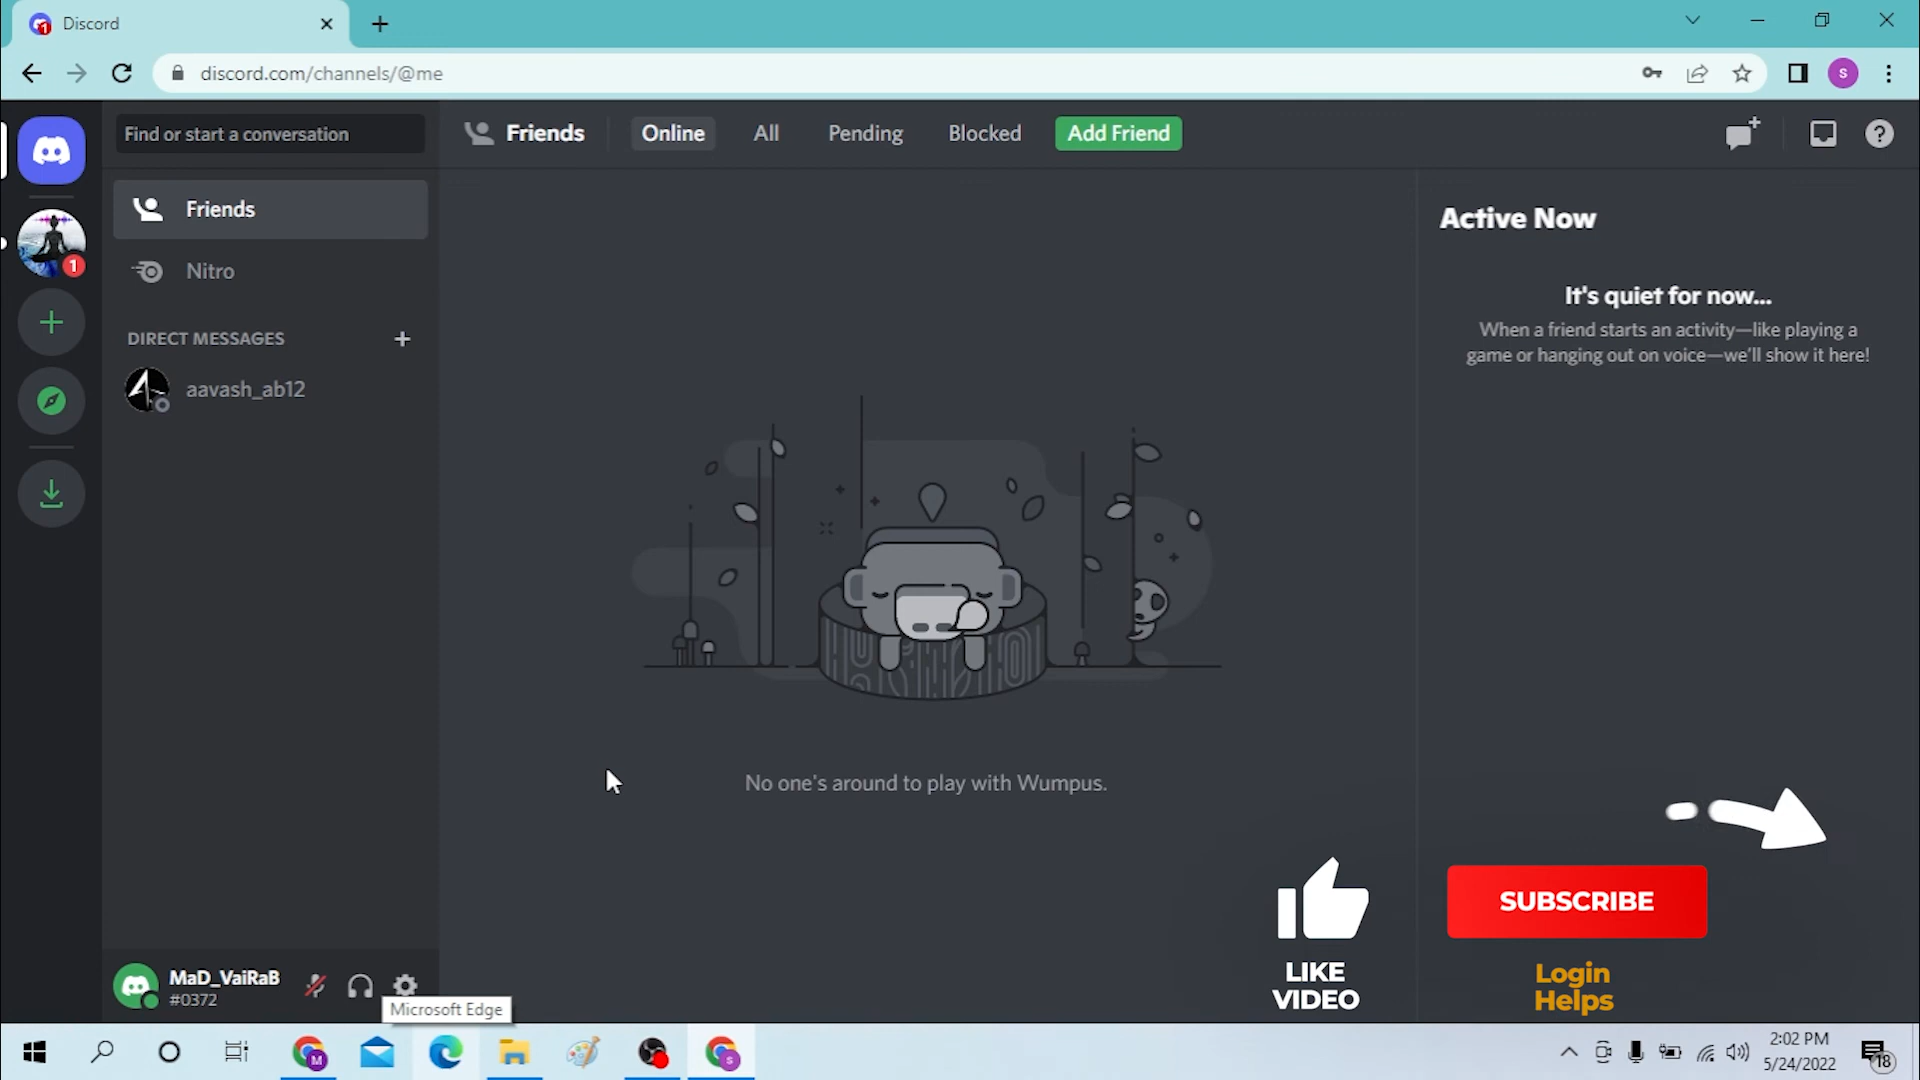 Discord
discord.com/channels/@me
S
Find or start a conversation
Friends
Online
All
Pending
Blocked
Add Friend
Friends
Nitro
1
DIRECT MESSAGES
aavash_ab12
Active Now
It's quiet for now...
When a friend starts an activity—like playing a
game or hanging out on voice—we'll show it here!
No one's around to play with Wumpus.
LIKE
VIDEO
SUBSCRIBE
Login
Helps
MaD_VaiRaB
#0372
Microsoft Edge
M
S
2:02 PM
5/24/2022
18